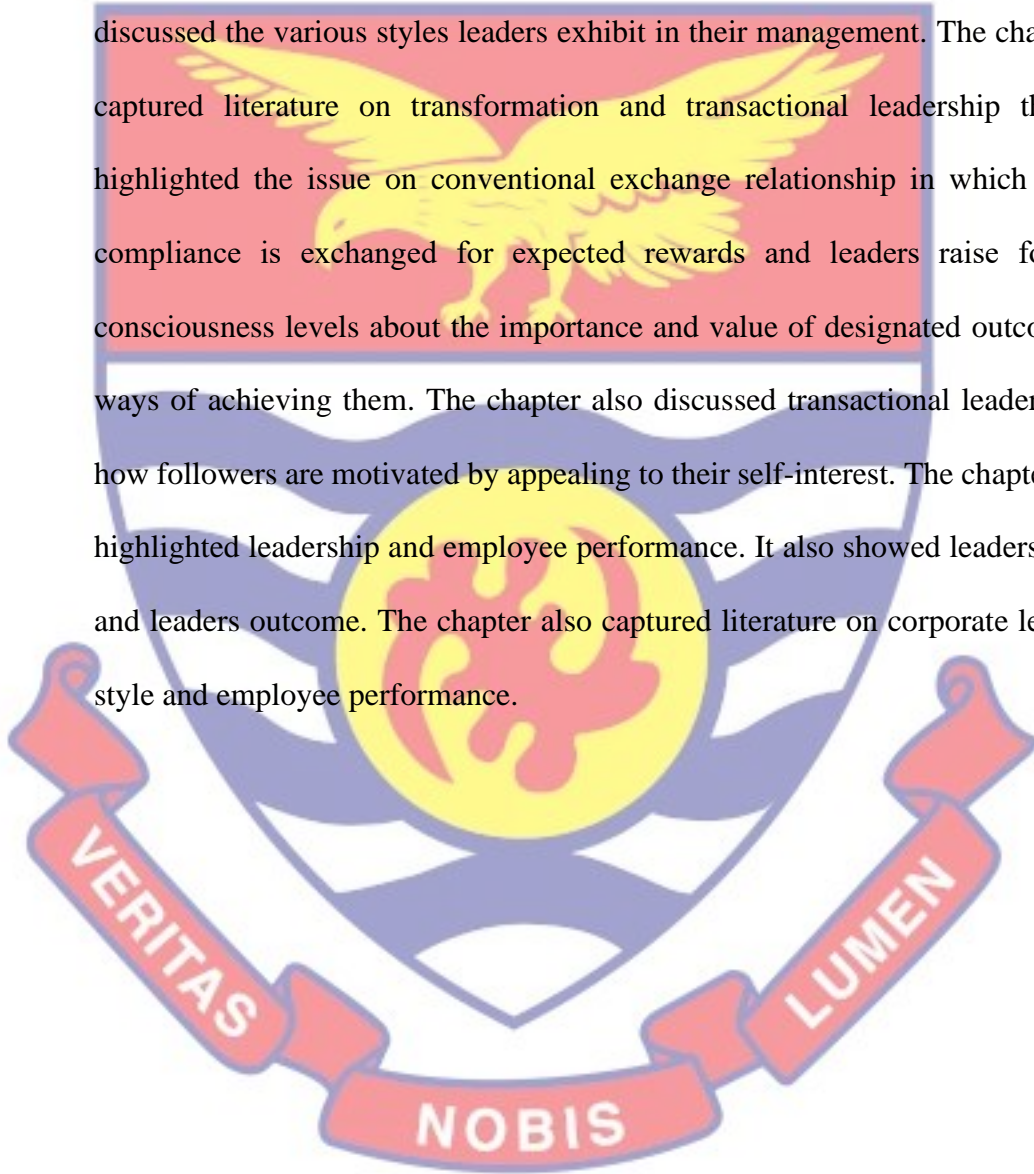 discussed the various styles leaders exhibit in their management. The cha
captured literature on transformation and transactional leadership th
highlighted the issue on conventional exchange relationship in which
compliance is exchanged for expected rewards and leaders raise fo
consciousness levels about the importance and value of designated outco
ways of achieving them. The chapter also discussed transactional leader
how followers are motivated by appealing to their self-interest. The chapte
highlighted leadership and employee performance. It also showed leaders
and leaders outcome. The chapter also captured literature on corporate le
style and employee performance.
VERITAS
NOBIS
LUMEN